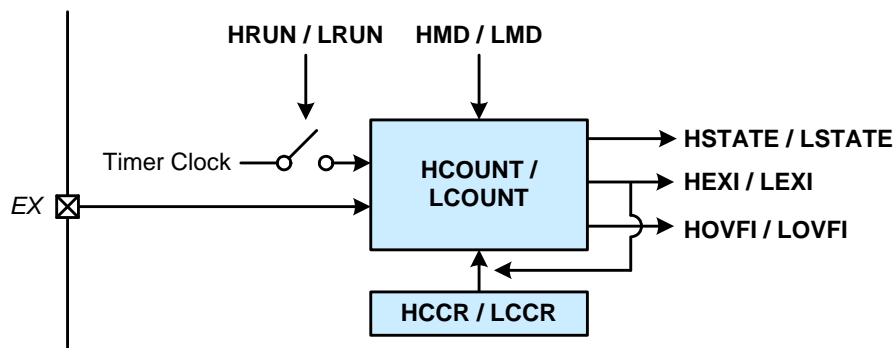 HRUN / LRUN
HMD / LMD
Timer Clock
HCOUNT /
LCOUNT
HSTATE / LSTATE
HEXI / LEXI
EX
HOVFI / LOVFI
HCCR / LCCR